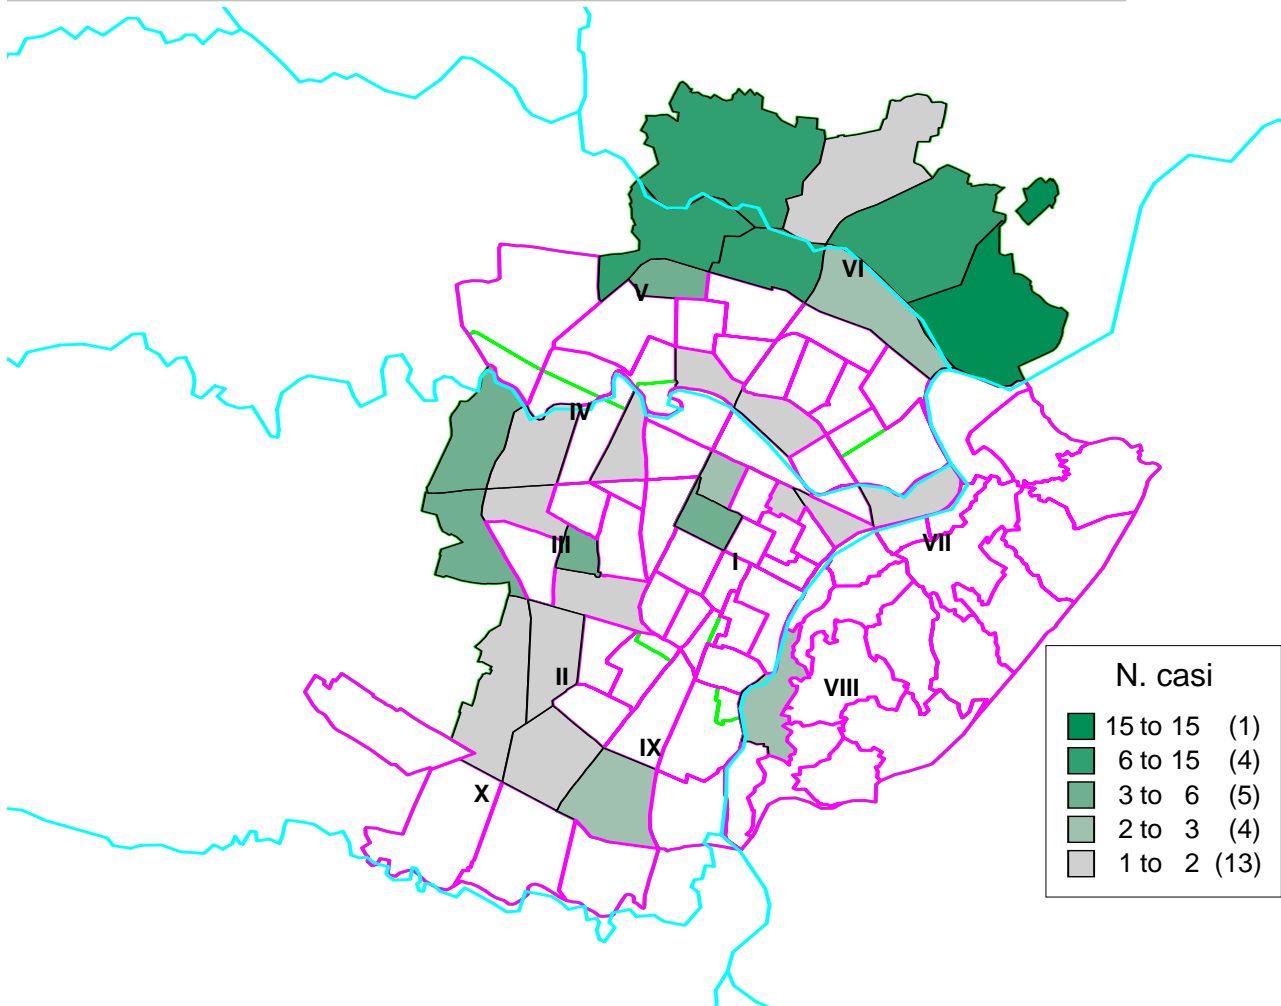 VI
V
IV
III
I
VII
II
VIII
IX
X
N. casi
15 to 15 (1)
6 to 15 (4)
3 to 6 (5)
2 to 3 (4)
1 to 2 (13)